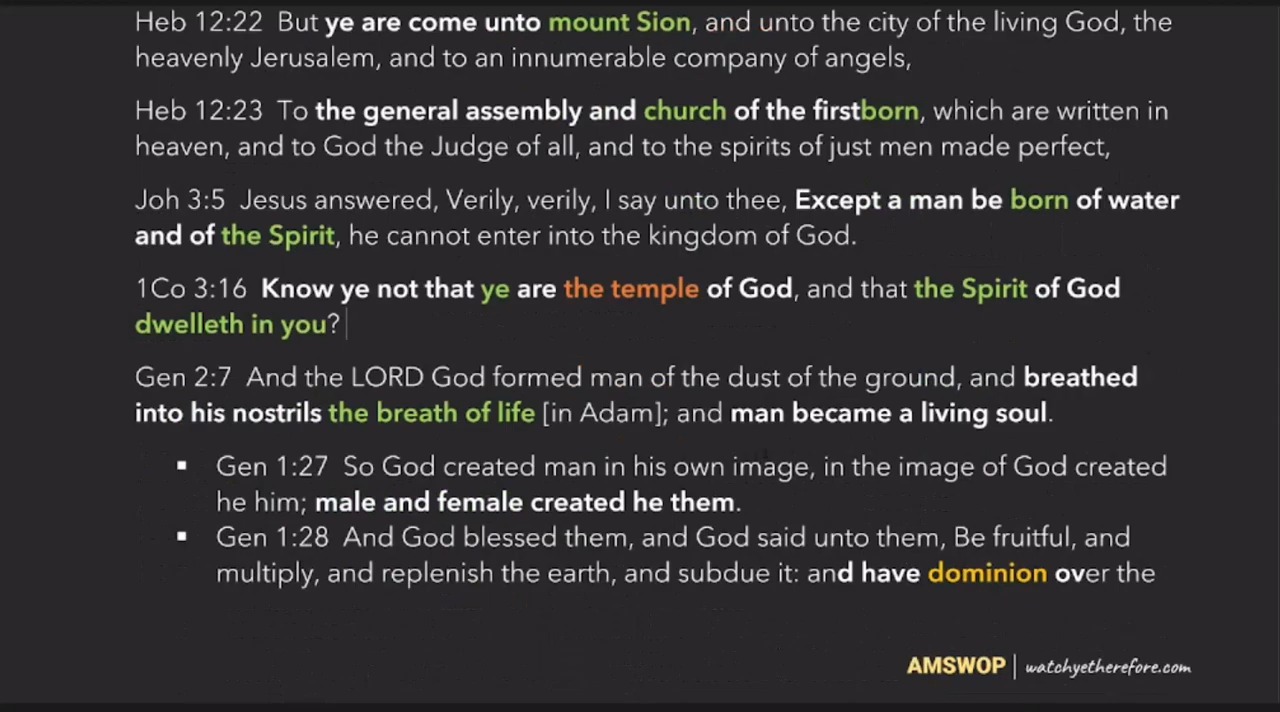 Heb 12:22 But ye are come unto mount Sion, and unto the city of the living God, the
heavenly Jerusalem, and to an innumerable company of angels,
Heb 12:23 To the general assembly and church of the firstborn, which are written in
heaven, and to God the Judge of all, and to the spirits of just men made perfect,
Joh 3:5 Jesus answered, Verily, verily, I say unto thee, Except a man be born of water
and of the Spirit, he cannot enter into the kingdom of God.
1Co 3:16 Know ye not that ye are the temple of God, and that the Spirit of God
dwelleth in you?
Gen 2:7 And the LORD God formed man of the dust of the ground, and breathed
into his nostrils the breath of life [in Adam]; and man became a living soul.
▪ Gen 1:27 So God created man in his own image, in the image of God created
he him; male and female created he them.
▪ Gen 1:28 And God blessed them, and God said unto them, Be fruitful, and
multiply, and replenish the earth, and subdue it: and have dominion over the
AMSWOP | watchyetherefore.com